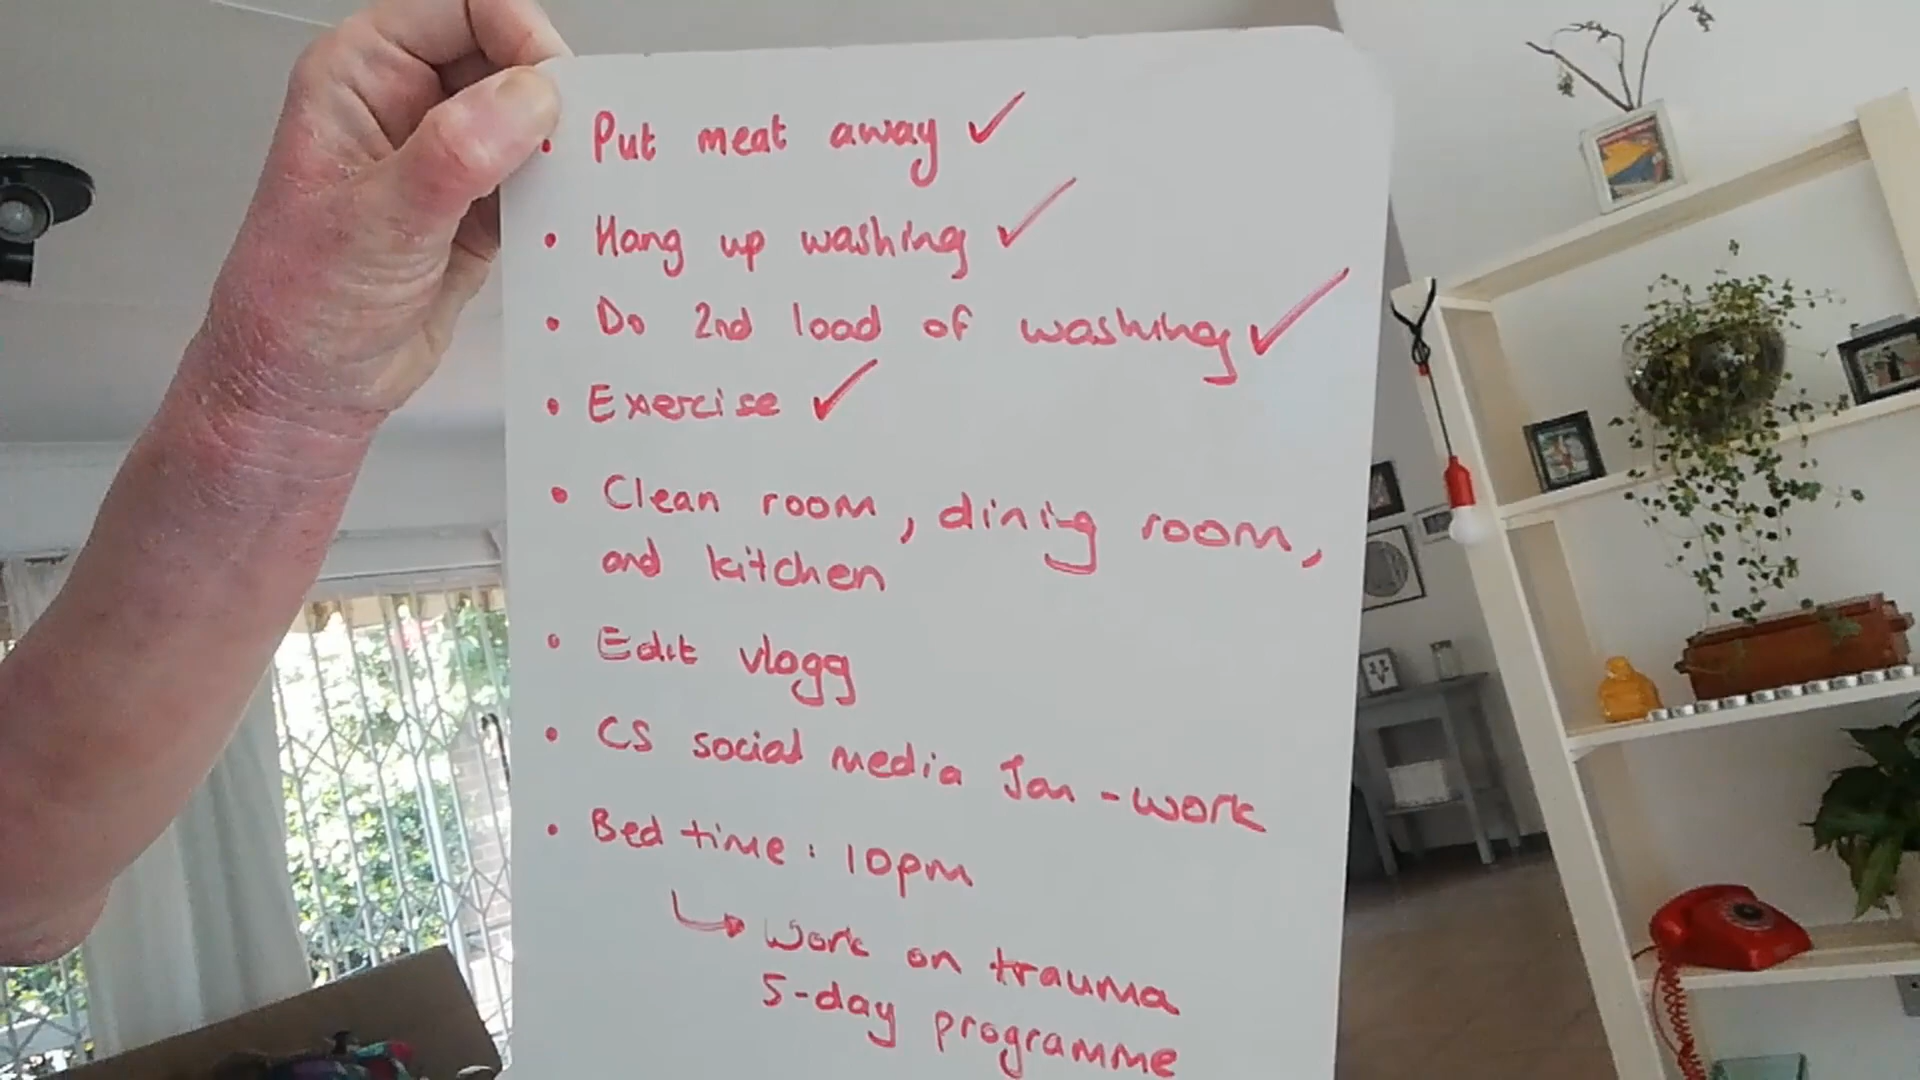 • Put meat away ✓
• Hang up washing ✓
• Do 2nd load of washing ✓
• Exercise ✓
• Clean room, dining room,
and kitchen
• Edit vlogg
• CS social media Jan - work
• Bed time: 10pm
↳ Work on trauma
5-day programme